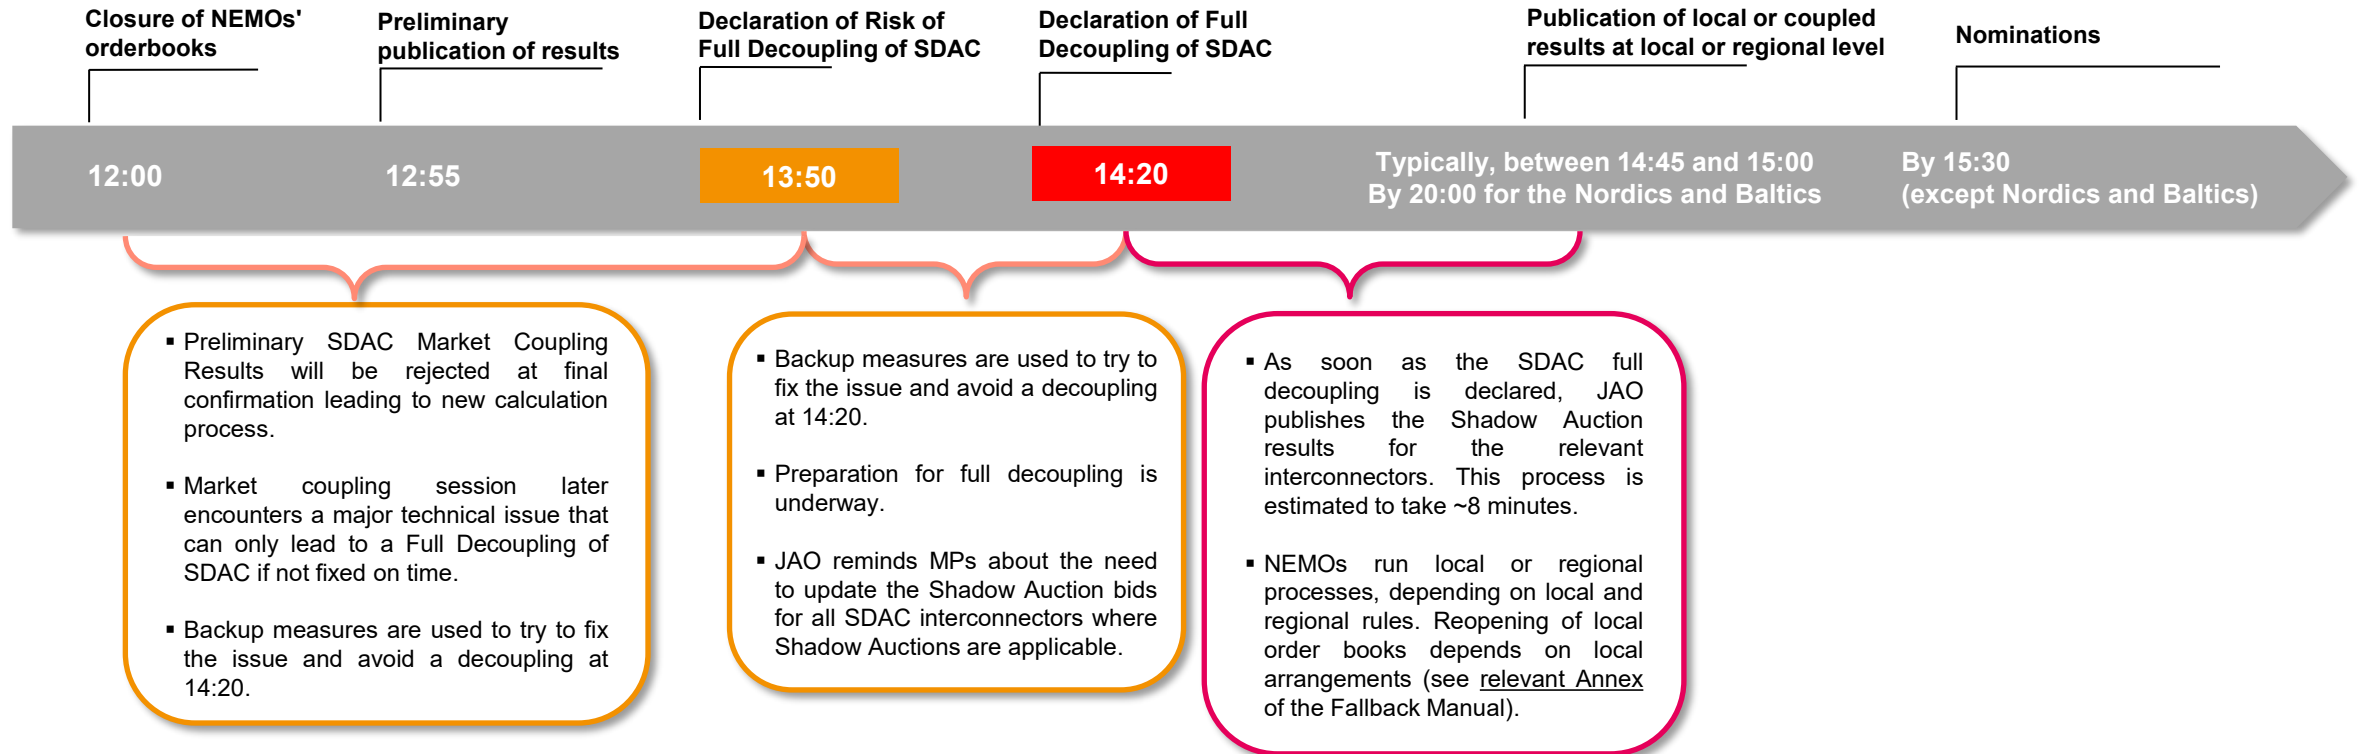 Closure of NEMOs'
orderbooks
Preliminary
publication of results
Declaration of Risk of
Full Decoupling of SDAC
Declaration of Full
Decoupling of SDAC
Publication of local or coupled
results at local or regional level
Nominations
12:00
12:55
13:50
14:20
Typically, between 14:45 and 15:00
By 20:00 for the Nordics and Baltics
By 15:30
(except Nordics and Baltics)
▪ Preliminary SDAC Market Coupling
Results will be rejected at final
confirmation leading to new calculation
process.
▪ Market coupling session later
encounters a major technical issue that
can only lead to a Full Decoupling of
SDAC if not fixed on time.
▪ Backup measures are used to try to fix
the issue and avoid a decoupling at
14:20.
▪ Backup measures are used to try to
fix the issue and avoid a decoupling
at 14:20.
▪ Preparation for full decoupling is
underway.
▪ JAO reminds MPs about the need
to update the Shadow Auction bids
for all SDAC interconnectors where
Shadow Auctions are applicable.
▪ As soon as the SDAC full
decoupling is declared, JAO
publishes the Shadow Auction
results for the relevant
interconnectors. This process is
estimated to take ~8 minutes.
▪ NEMOs run local or regional
processes, depending on local and
regional rules. Reopening of local
order books depends on local
arrangements (see relevant Annex
of the Fallback Manual).